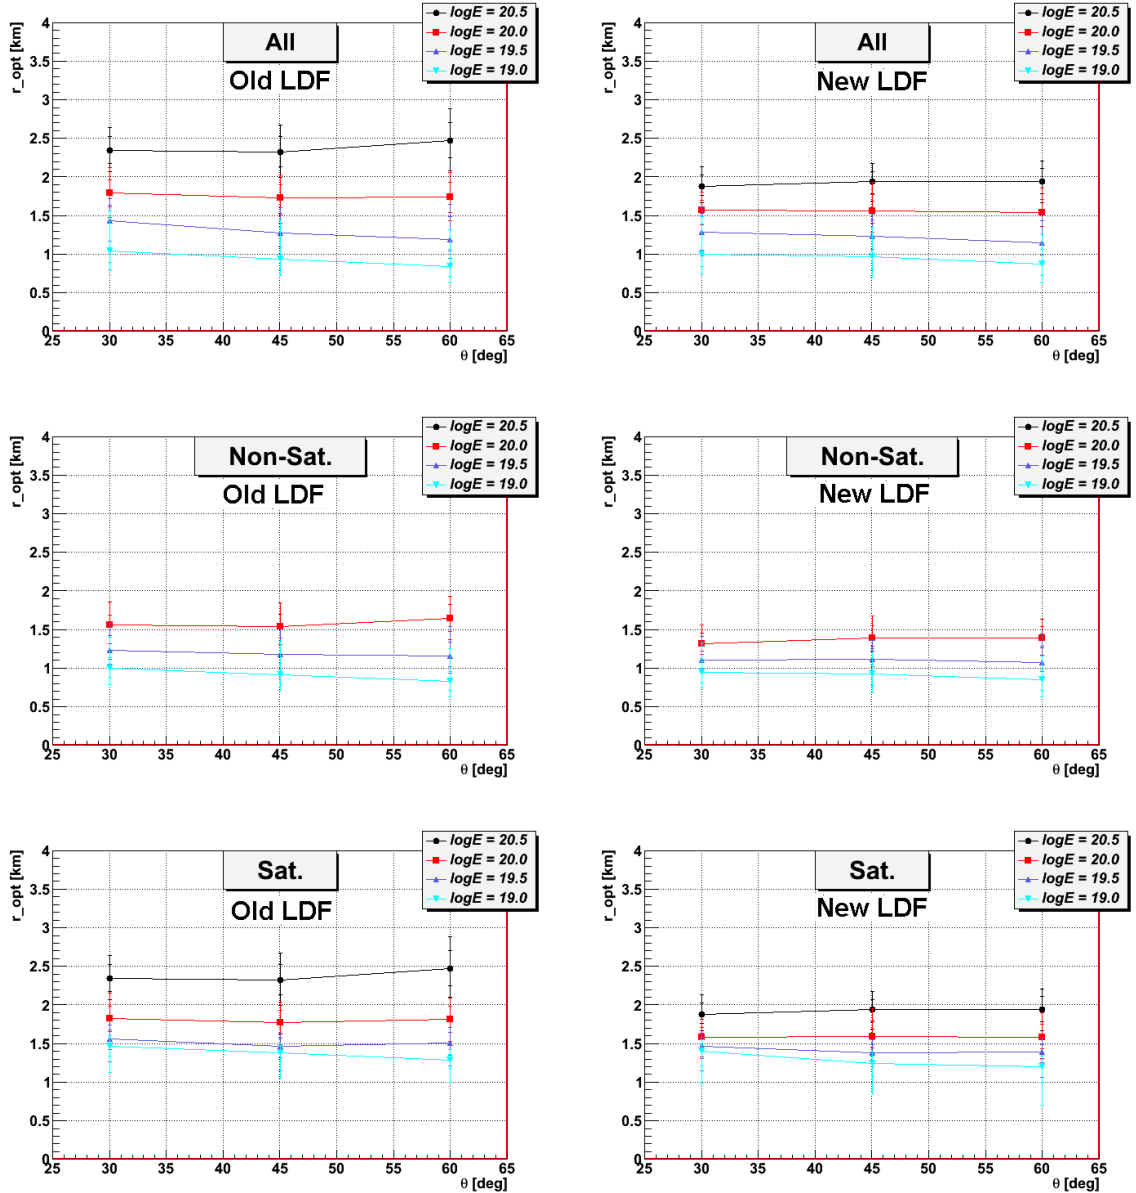 4
3.5
3
2.5
2
1.5
1
0.5
0
r_opt [km]
All
Old LDF
logE = 20.5
logE = 20.0
logE = 19.5
logE = 19.0
25 30 35 40 45 50 55 60 65
θ [deg]
4
3.5
3
2.5
2
1.5
1
0.5
0
r_opt [km]
All
New LDF
logE = 20.5
logE = 20.0
logE = 19.5
logE = 19.0
25 30 35 40 45 50 55 60 65
θ [deg]
4
3.5
3
2.5
2
1.5
1
0.5
0
r_opt [km]
Non-Sat.
Old LDF
logE = 20.5
logE = 20.0
logE = 19.5
logE = 19.0
25 30 35 40 45 50 55 60 65
θ [deg]
4
3.5
3
2.5
2
1.5
1
0.5
0
r_opt [km]
Non-Sat.
New LDF
logE = 20.5
logE = 20.0
logE = 19.5
logE = 19.0
25 30 35 40 45 50 55 60 65
θ [deg]
4
3.5
3
2.5
2
1.5
1
0.5
0
r_opt [km]
Sat.
Old LDF
logE = 20.5
logE = 20.0
logE = 19.5
logE = 19.0
25 30 35 40 45 50 55 60 65
θ [deg]
4
3.5
3
2.5
2
1.5
1
0.5
0
r_opt [km]
Sat.
New LDF
logE = 20.5
logE = 20.0
logE = 19.5
logE = 19.0
25 30 35 40 45 50 55 60 65
θ [deg]